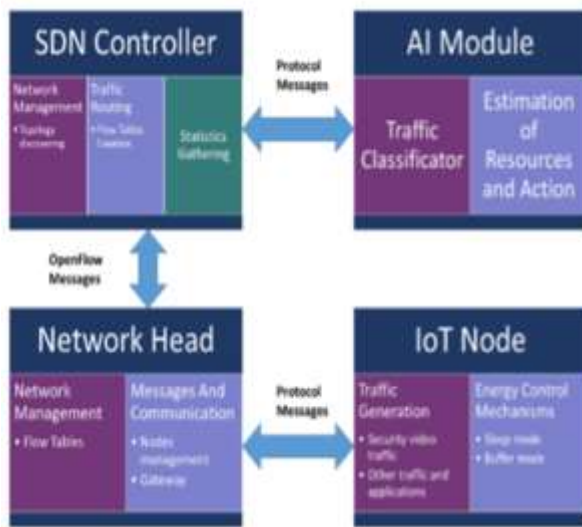 SDN Controller
Network
Management
• Topology
discovering
Traffic
Routing
• Flow Tables
Creation
Statistics
Gathering
Protocol
Messages
AI Module
Traffic
Classificator
Estimation
of
Resources
and Action
OpenFlow
Messages
Network Head
Network
Management
• Flow Tables
Messages And
Communication
• Nodes
management
• Gateway
Protocol
Messages
IoT Node
Traffic
Generation
• Security video
traffic
• Other traffic and
applications
Energy Control
Mechanisms
• Sleep mode
• Buffer mode